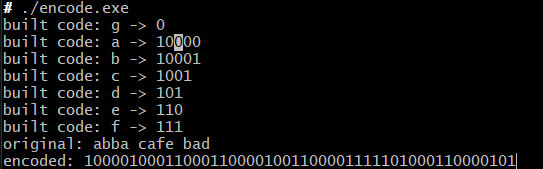 # ./encode.exe
built code: g -> 0
built code: a -> 10000
built code: b -> 10001
built code: c -> 1001
built code: d -> 101
built code: e -> 110
built code: f -> 111
original: abba cafe bad
encoded: 100001000110001100001001100001111101000110000101